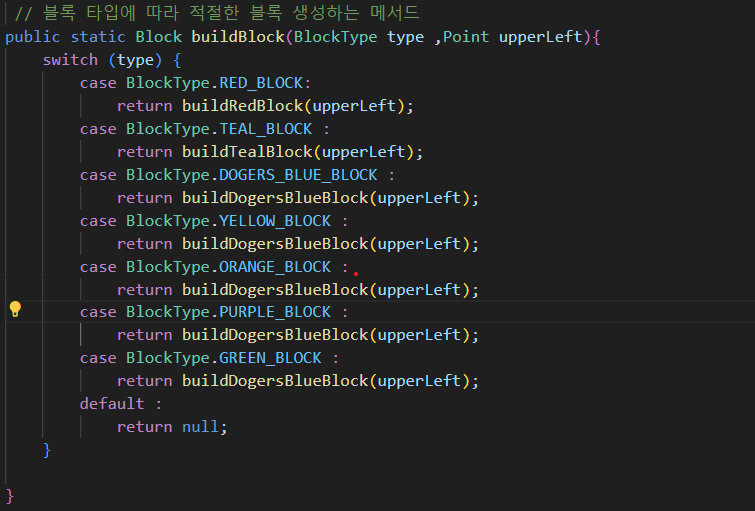 // 블록 타입에 따라 적절한 블록 생성하는 메서드
public static Block buildBlock(BlockType type ,Point upperLeft){
switch (type) {
case BlockType.RED_BLOCK:
return buildRedBlock(upperLeft);
case BlockType.TEAL_BLOCK :
return buildTealBlock(upperLeft);
case BlockType.DOGERS_BLUE_BLOCK :
return buildDogersBlueBlock(upperLeft);
case BlockType.YELLOW_BLOCK :
return buildDogersBlueBlock(upperLeft);
case BlockType.ORANGE_BLOCK :
return buildDogersBlueBlock(upperLeft);
case BlockType.PURPLE_BLOCK :
return buildDogersBlueBlock(upperLeft);
case BlockType.GREEN_BLOCK :
return buildDogersBlueBlock(upperLeft);
default :
return null;
}
}